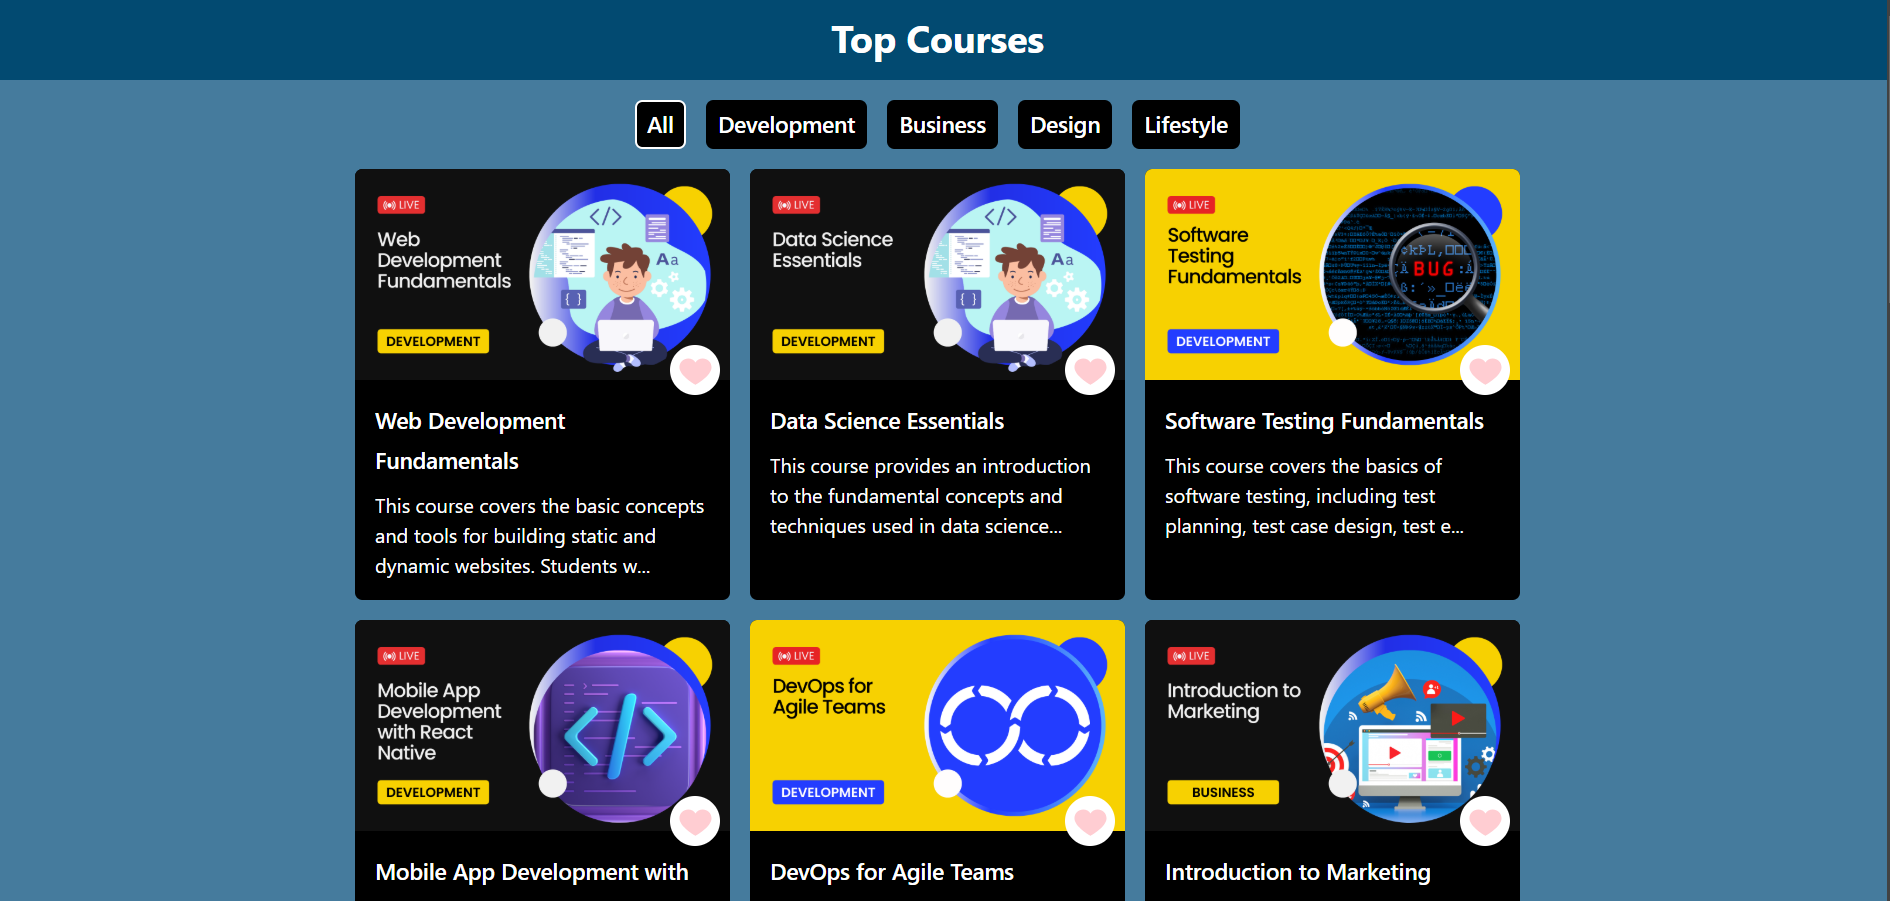 Top Courses
All
Development
Business
Design
Lifestyle
LIVE
Web
Development
Fundamentals
Aa
DEVELOPMENT
Web Development
Fundamentals
This course covers the basic concepts
and tools for building static and
dynamic websites. Students w...
LIVE
Data Science
Essentials
Aa
DEVELOPMENT
Data Science Essentials
This course provides an introduction
to the fundamental concepts and
techniques used in data science...
LIVE
Software
Testing
Fundamentals
BUG
DEVELOPMENT
Software Testing Fundamentals
This course covers the basics of
software testing, including test
planning, test case design, test e...
LIVE
Mobile App
Development
with React
Native
DEVELOPMENT
Mobile App Development with
LIVE
DevOps for
Agile Teams
DEVELOPMENT
DevOps for Agile Teams
LIVE
Introduction to
Marketing
BUSINESS
Introduction to Marketing